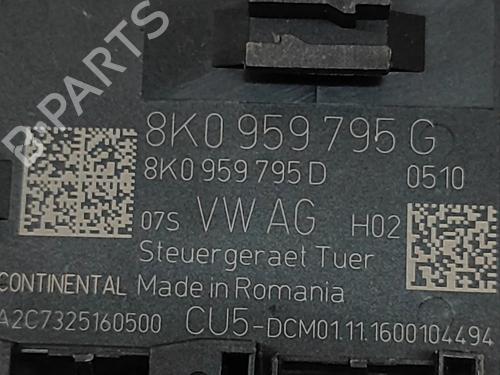 8K0 959 795 G
8K0 959 795 D 0510
07S VW AG H02
Steuergeraet Tuer
CONTINENTAL Made in Romania
A2C7325160500 CU5-DCM01.11.1600104494
B-PARTS